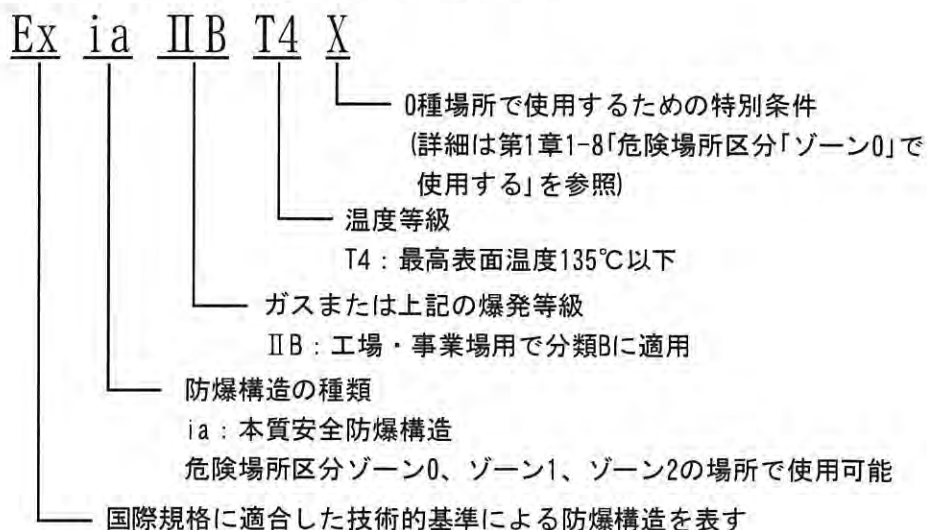 Ex ia ⅡB T4 X
0種場所で使用するための特別条件
(詳細は第1章1-8「危険場所区分「ゾーン0」で
使用する」を参照)
温度等級
T4：最高表面温度135℃以下
ガスまたは上記の爆発等級
ⅡB：工場・事業場用で分類Bに適用
防爆構造の種類
ia：本質安全防爆構造
危険場所区分ゾーン0、ゾーン1、ゾーン2の場所で使用可能
国際規格に適合した技術的基準による防爆構造を表す